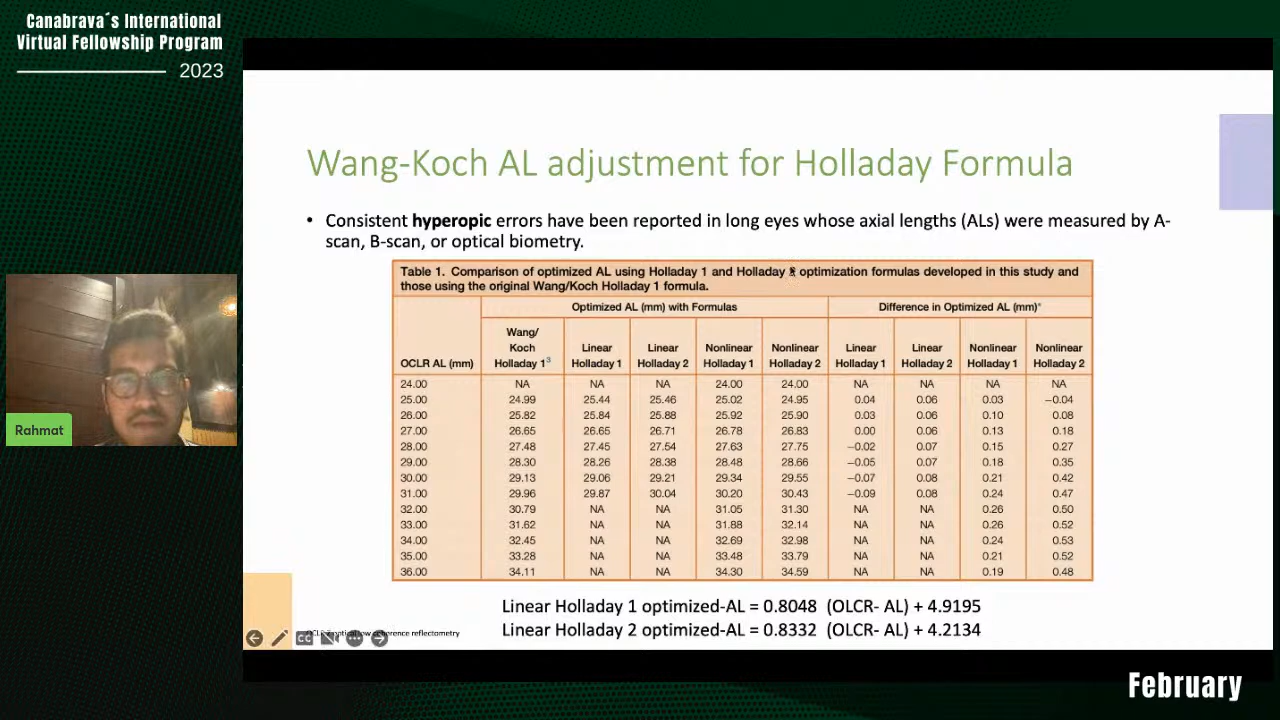 Canabrava´s International
Virtual Fellowship Program
2023
Wang-Koch AL adjustment for Holladay Formula
• Consistent hyperopic errors have been reported in long eyes whose axial lengths (ALs) were measured by A-
scan, B-scan, or optical biometry.
Table 1. Comparison of optimized AL using Holladay 1 and Holladay optimization formulas developed in this study and
those using the original Wang/Koch Holladay 1 formula.
Optimized AL (mm) with Formulas Difference in Optimized AL (mm)*
Wang/
Koch Linear Linear Nonlinear Nonlinear Linear Linear Nonlinear Nonlinear
OCLR AL (mm) Holladay 1³ Holladay 1 Holladay 2 Holladay 1 Holladay 2 Holladay 1 Holladay 2 Holladay 1 Holladay 2
24.00 NA NA NA 24.00 24.00 NA NA NA NA
25.00 24.99 25.44 25.46 25.02 24.95 0.04 0.06 0.03 −0.04
26.00 25.82 25.84 25.88 25.92 25.90 0.03 0.06 0.10 0.08
27.00 26.65 26.65 26.71 26.78 26.83 0.00 0.06 0.13 0.18
28.00 27.48 27.45 27.54 27.63 27.75 −0.02 0.07 0.15 0.27
29.00 28.30 28.26 28.38 28.48 28.66 −0.05 0.07 0.18 0.35
30.00 29.13 29.06 29.21 29.34 29.55 −0.07 0.08 0.21 0.42
31.00 29.96 29.87 30.04 30.20 30.43 −0.09 0.08 0.24 0.47
32.00 30.79 NA NA 31.05 31.30 NA NA 0.26 0.50
33.00 31.62 NA NA 31.88 32.14 NA NA 0.26 0.52
34.00 32.45 NA NA 32.69 32.98 NA NA 0.24 0.53
35.00 33.28 NA NA 33.48 33.79 NA NA 0.21 0.52
36.00 34.11 NA NA 34.30 34.59 NA NA 0.19 0.48
Linear Holladay 1 optimized-AL = 0.8048 (OLCR- AL) + 4.9195
Linear Holladay 2 optimized-AL = 0.8332 (OLCR- AL) + 4.2134
reflectometry
CC
Rahmat
February